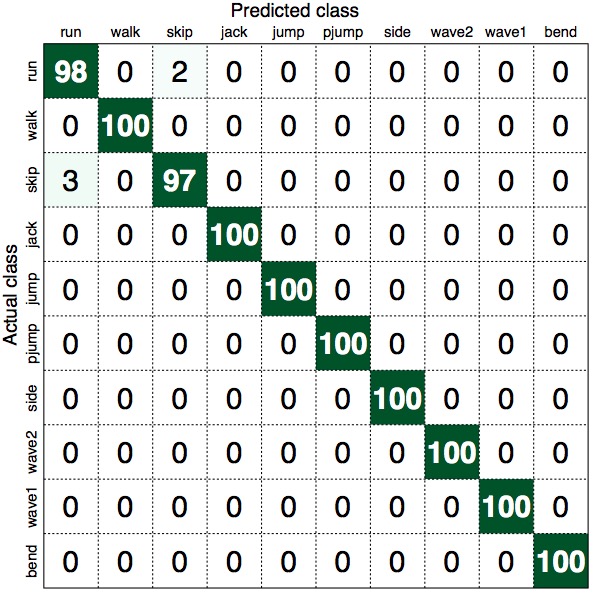 Predicted class
run walk skip jack jump pjump side wave2 wave1 bend
Actual class
run 98 0 2 0 0 0 0 0 0 0
walk 0 100 0 0 0 0 0 0 0 0
skip 3 0 97 0 0 0 0 0 0 0
jack 0 0 0 100 0 0 0 0 0 0
jump 0 0 0 0 100 0 0 0 0 0
pjump 0 0 0 0 0 100 0 0 0 0
side 0 0 0 0 0 0 100 0 0 0
wave2 0 0 0 0 0 0 0 100 0 0
wave1 0 0 0 0 0 0 0 0 100 0
bend 0 0 0 0 0 0 0 0 0 100